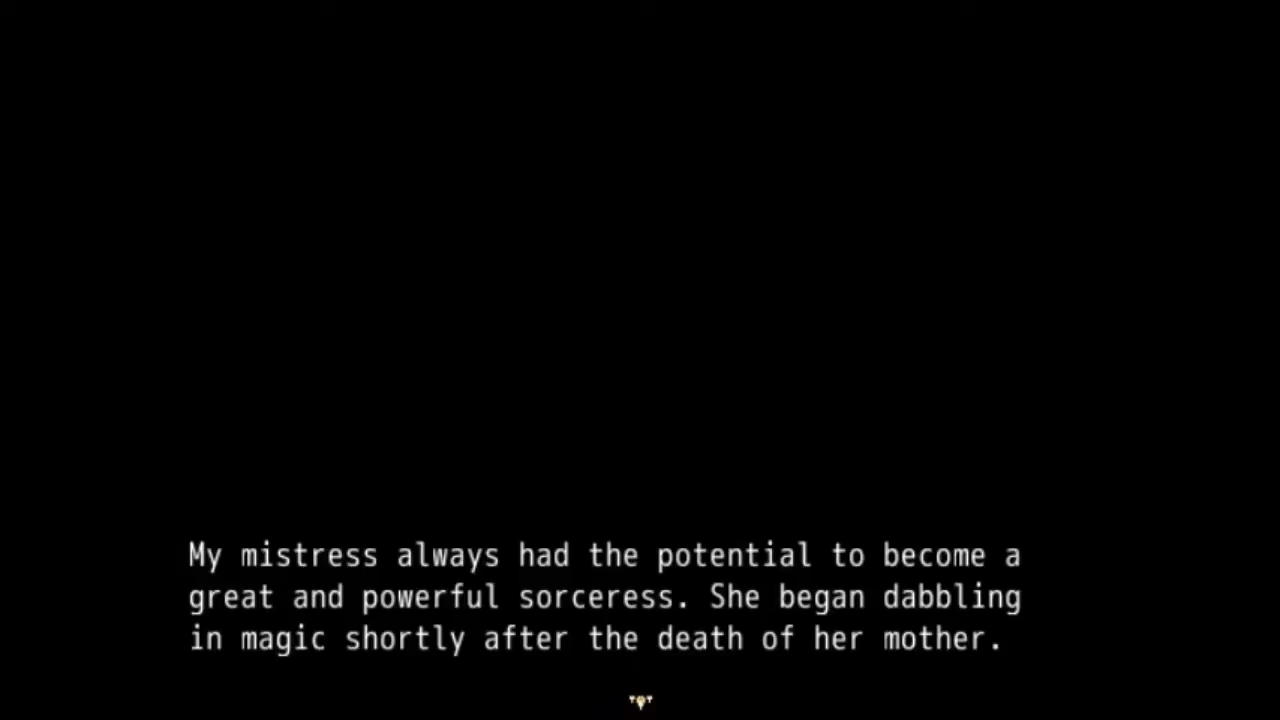 My mistress always had the potential to become a
great and powerful sorceress. She began dabbling
in magic shortly after the death of her mother.